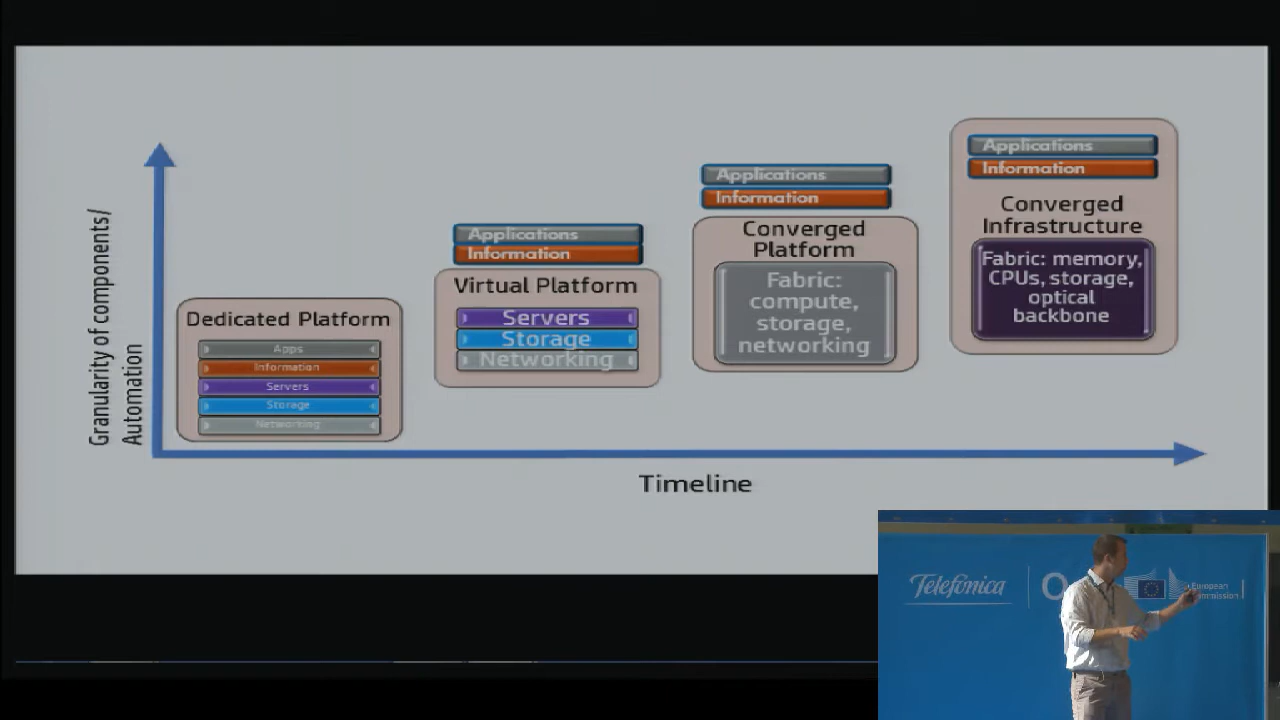 Granularity of components/
Automation
Dedicated Platform
Apps
Information
Servers
Storage
Networking
Applications
Information
Virtual Platform
Servers
Storage
Networking
Applications
Information
Converged
Platform
Fabric:
compute,
storage,
networking
Applications
Information
Converged
Infrastructure
Fabric: memory,
CPUs, storage,
optical
backbone
Timeline
Telefónica
European